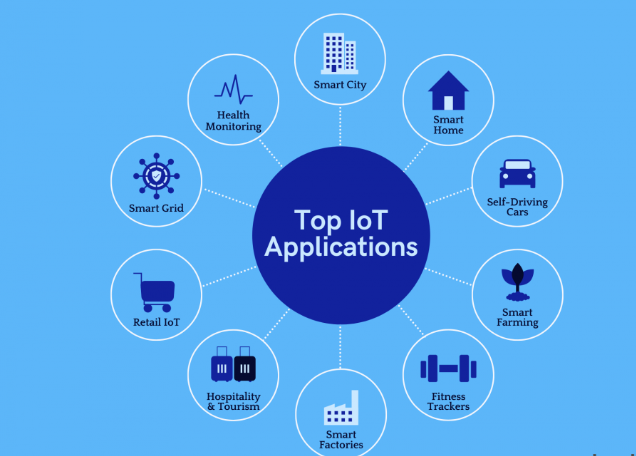 Smart City
Health
Monitoring
Smart
Home
Smart Grid
Self-Driving
Cars
Top IoT
Applications
Retail IoT
Smart
Farming
Hospitality
& Tourism
Fitness
Trackers
Smart
Factories